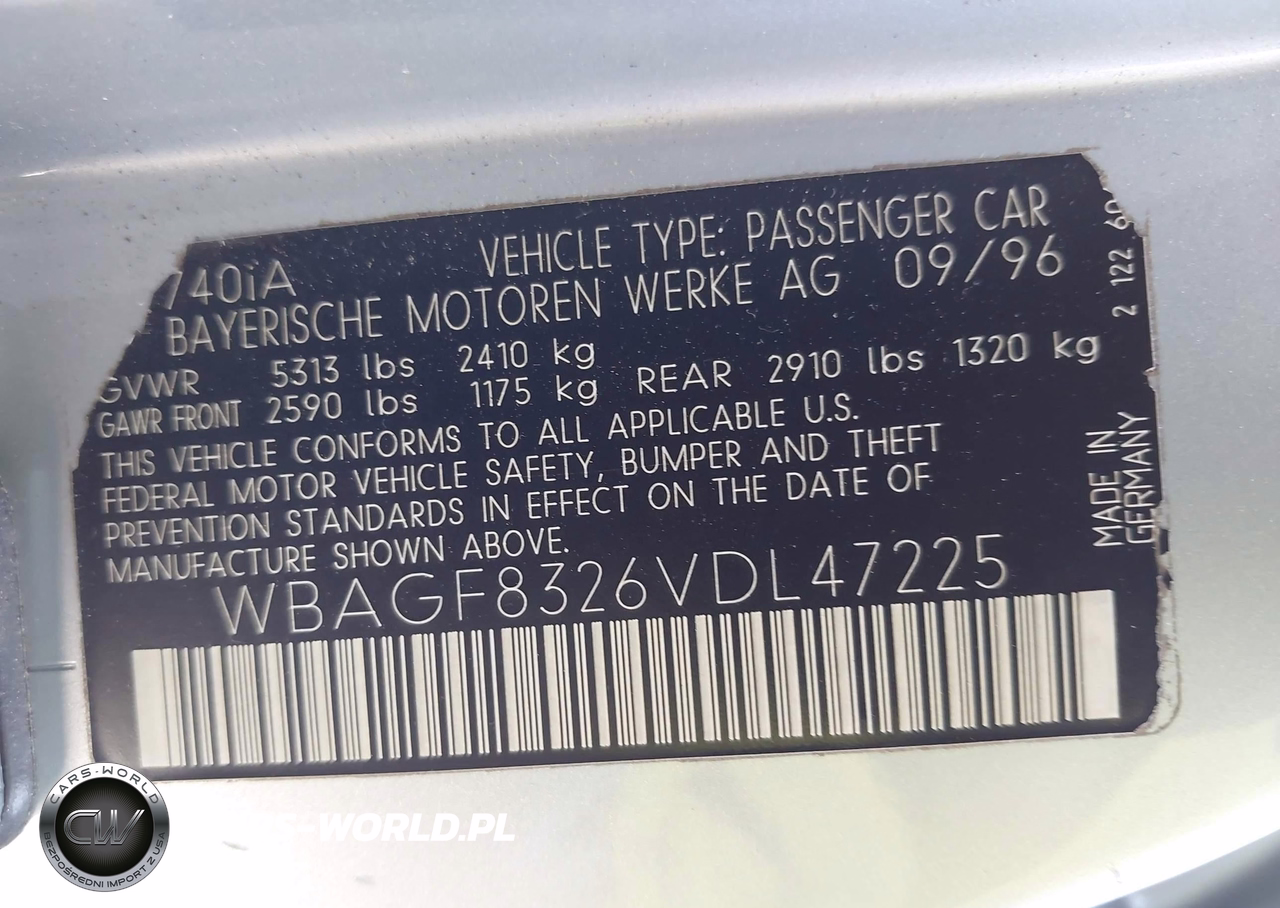 740iA
VEHICLE TYPE: PASSENGER CAR
BAYERISCHE MOTOREN WERKE AG 09/96
GVWR 5313 lbs 2410 kg
GAWR FRONT 2590 lbs 1175 kg REAR 2910 lbs 1320 kg
THIS VEHICLE CONFORMS TO ALL APPLICABLE U.S.
FEDERAL MOTOR VEHICLE SAFETY, BUMPER AND THEFT
PREVENTION STANDARDS IN EFFECT ON THE DATE OF
MANUFACTURE SHOWN ABOVE.
WBAGF8326VDL47225
2 122
MADE IN
GERMANY
CARS-WORLD
CW
BEZPOŚREDNI IMPORT Z USA
-WORLD.PL